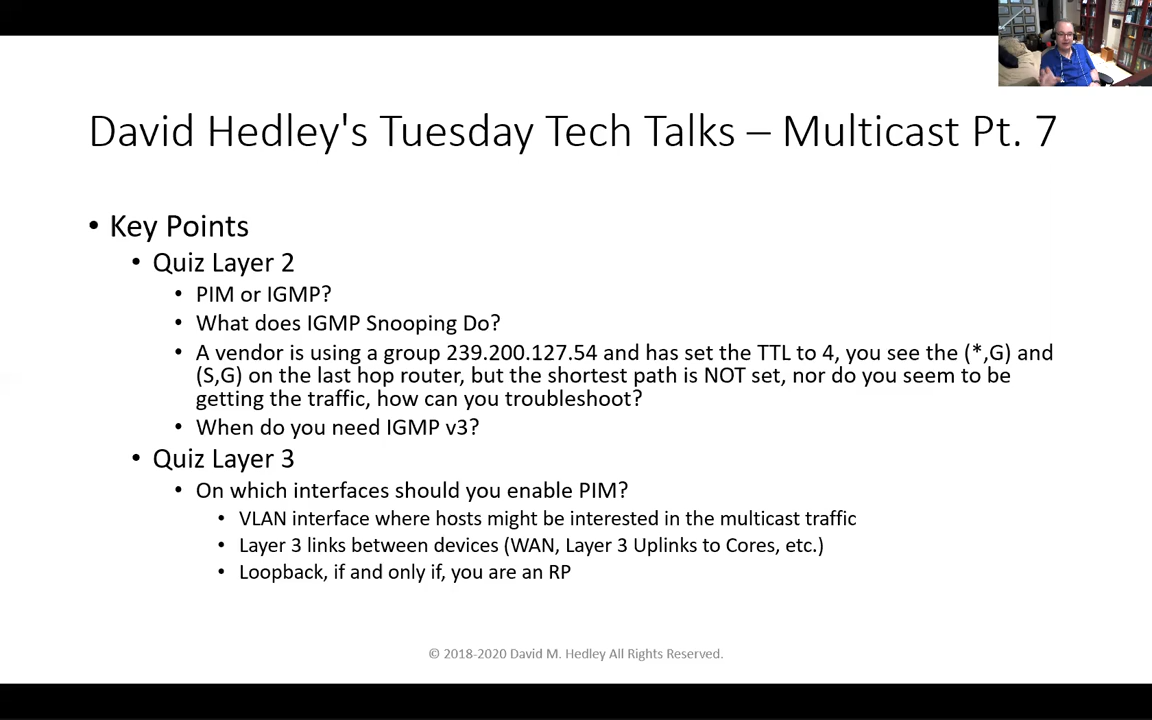 David Hedley's Tuesday Tech Talks – Multicast Pt. 7
• Key Points
• Quiz Layer 2
• PIM or IGMP?
• What does IGMP Snooping Do?
• A vendor is using a group 239.200.127.54 and has set the TTL to 4, you see the (*,G) and
(S,G) on the last hop router, but the shortest path is NOT set, nor do you seem to be
getting the traffic, how can you troubleshoot?
• When do you need IGMP v3?
• Quiz Layer 3
• On which interfaces should you enable PIM?
• VLAN interface where hosts might be interested in the multicast traffic
• Layer 3 links between devices (WAN, Layer 3 Uplinks to Cores, etc.)
• Loopback, if and only if, you are an RP
© 2018-2020 David M. Hedley All Rights Reserved.